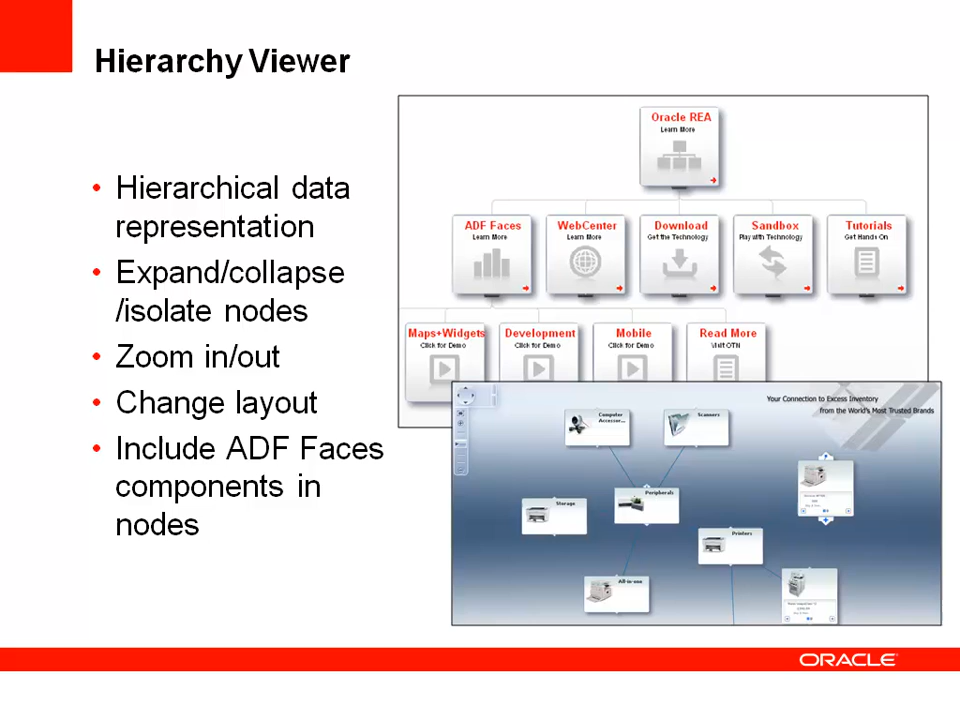 Hierarchy Viewer
• Hierarchical data
representation
• Expand/collapse
/isolate nodes
• Zoom in/out
• Change layout
• Include ADF Faces
components in
nodes
Oracle REA
Learn More
ADF Faces
Learn More
WebCenter
Learn More
Download
Get the Technology
Sandbox
Play with Technology
Tutorials
Get Hands On
Maps+Widgets
Click for Demo
Development
Click for Demo
Mobile
Click for Demo
Read More
Visit OTN
Your Connection to Excess Inventory
from the World's Most Trusted Brands
Computer
Accessor...
Scanners
Storage
Peripherals
Printers
All-in-one
ORACLE